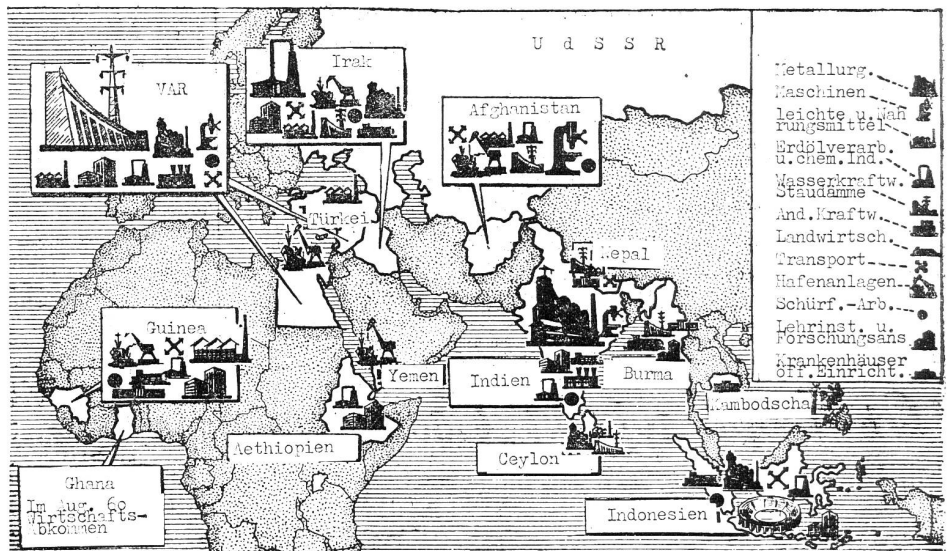 U d S S R
VAR
Irak
Afghanistan
Türkei
Nepal
Guinea
Yemen
Indien
Burma
Kambodscha
Aethiopien
Ceylon
Ghana
Im Aug. 60
Wirtschafts-
abkommen
Indonesien
Metallurg.
Maschinen
leichte u.Nah
rungsmittel
Erdölverarb.
u.chem.Ind.
Wasserkraftw.
Staudämme
And.Kraftw.
Landwirtsch.
Transport
Hafenanlagen
Schürf.-Arb.
Lehrinst. u.
Forschungsans
Krankenhäuser
öff.Einricht.